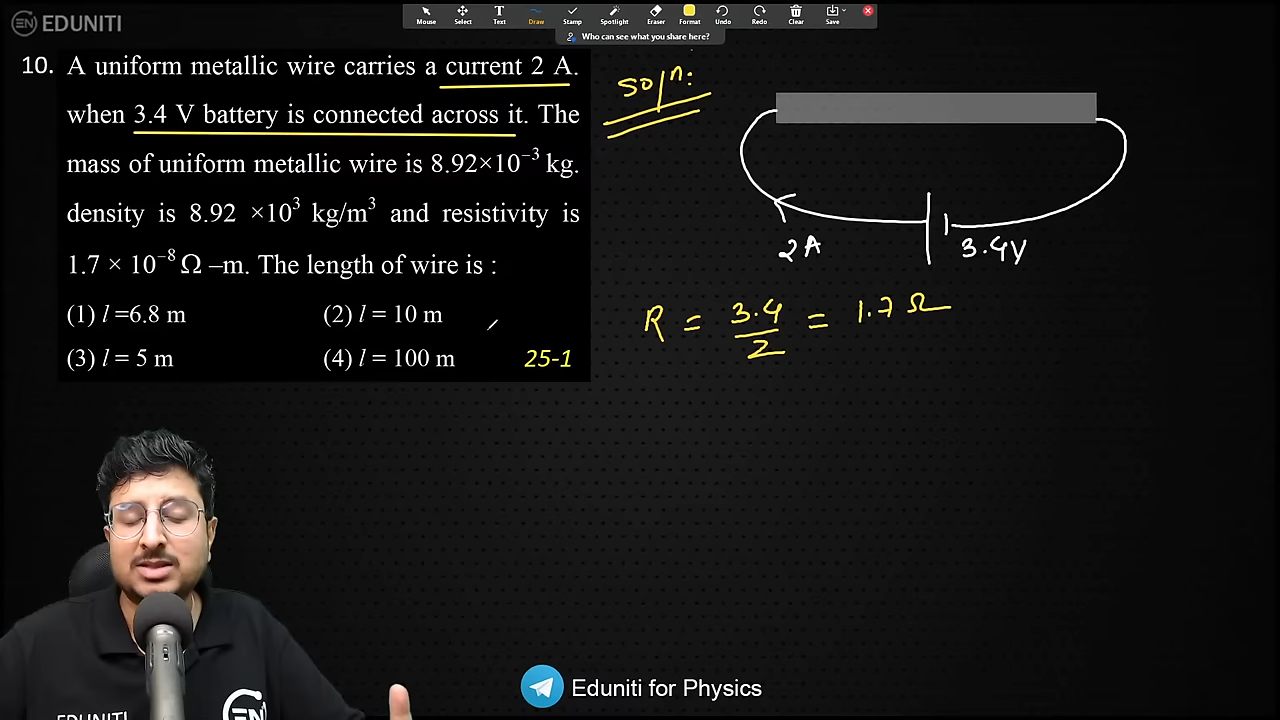 EDUNITI
Mouse Select Text Draw Stamp Spotlight Eraser Format Undo Redo Clear Save
Who can see what you share here?
10. A uniform metallic wire carries a current 2 A.
when 3.4 V battery is connected across it. The
mass of uniform metallic wire is 8.92×10⁻³ kg.
density is 8.92 ×10³ kg/m³ and resistivity is
1.7 × 10⁻⁸ Ω –m. The length of wire is :
(1) l =6.8 m (2) l = 10 m
(3) l = 5 m (4) l = 100 m 25-1
Soln:
2A 3.4V
R = 3.4/2 = 1.7 Ω
EDUNITI
EN
Eduniti for Physics